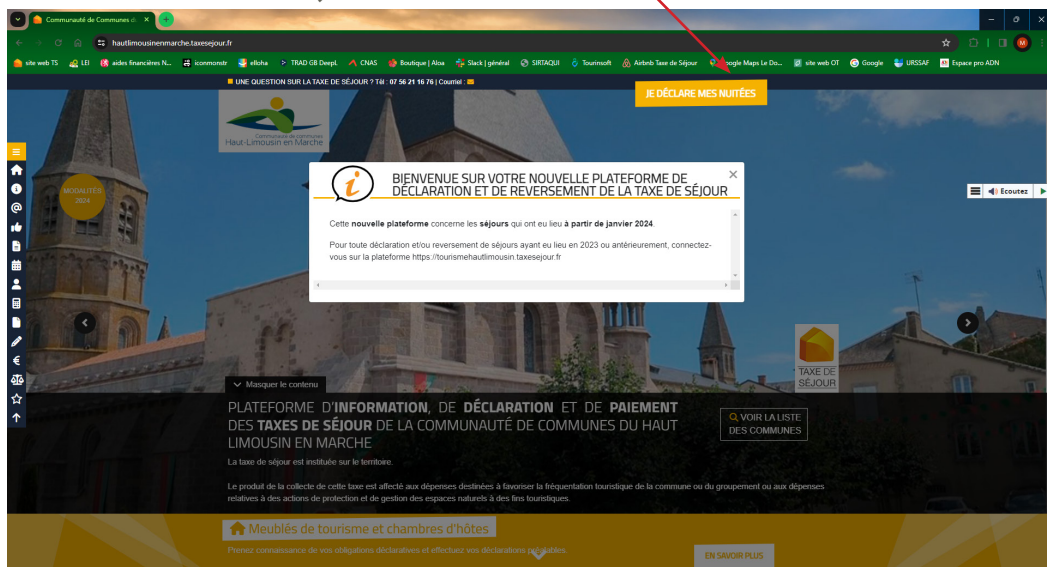 Communauté de Communes du
hautlimousinenmarche.taxesejour.fr
site web TS
LEI
aides financières N...
iconmonstr
elloha
TRAD GB DeepL
CNAS
Boutique | Aloa
Slack | général
SIRTAQUI
Tourinsoft
Airbnb Taxe de Séjour
Google Maps Le Do...
site web OT
Google
URSSAF
Espace pro ADN
UNE QUESTION SUR LA TAXE DE SÉJOUR ? Tél : 07 56 21 16 76 | Courriel :
JE DÉCLARE MES NUITÉES
Communauté de communes
Haut-Limousin en Marche
MODALITÉS
2024
BIENVENUE SUR VOTRE NOUVELLE PLATEFORME DE
DÉCLARATION ET DE REVERSEMENT DE LA TAXE DE SÉJOUR
Cette nouvelle plateforme concerne les séjours qui ont eu lieu à partir de janvier 2024.
Pour toute déclaration et/ou reversement de séjours ayant eu lieu en 2023 ou antérieurement, connectez-
vous sur la plateforme https://tourismehautlimousin.taxesejour.fr
Ecoutez
TAXE DE
SÉJOUR
Masquer le contenu
PLATEFORME D'INFORMATION, DE DÉCLARATION ET DE PAIEMENT
DES TAXES DE SÉJOUR DE LA COMMUNAUTÉ DE COMMUNES DU HAUT
LIMOUSIN EN MARCHE
VOIR LA LISTE
DES COMMUNES
La taxe de séjour est instituée sur le territoire.
Le produit de la collecte de cette taxe est affecté aux dépenses destinées à favoriser la fréquentation touristique de la commune ou du groupement ou aux dépenses
relatives à des actions de protection et de gestion des espaces naturels à des fins touristiques.
Meublés de tourisme et chambres d'hôtes
Prenez connaissance de vos obligations déclaratives et effectuez vos déclarations préalables.
EN SAVOIR PLUS